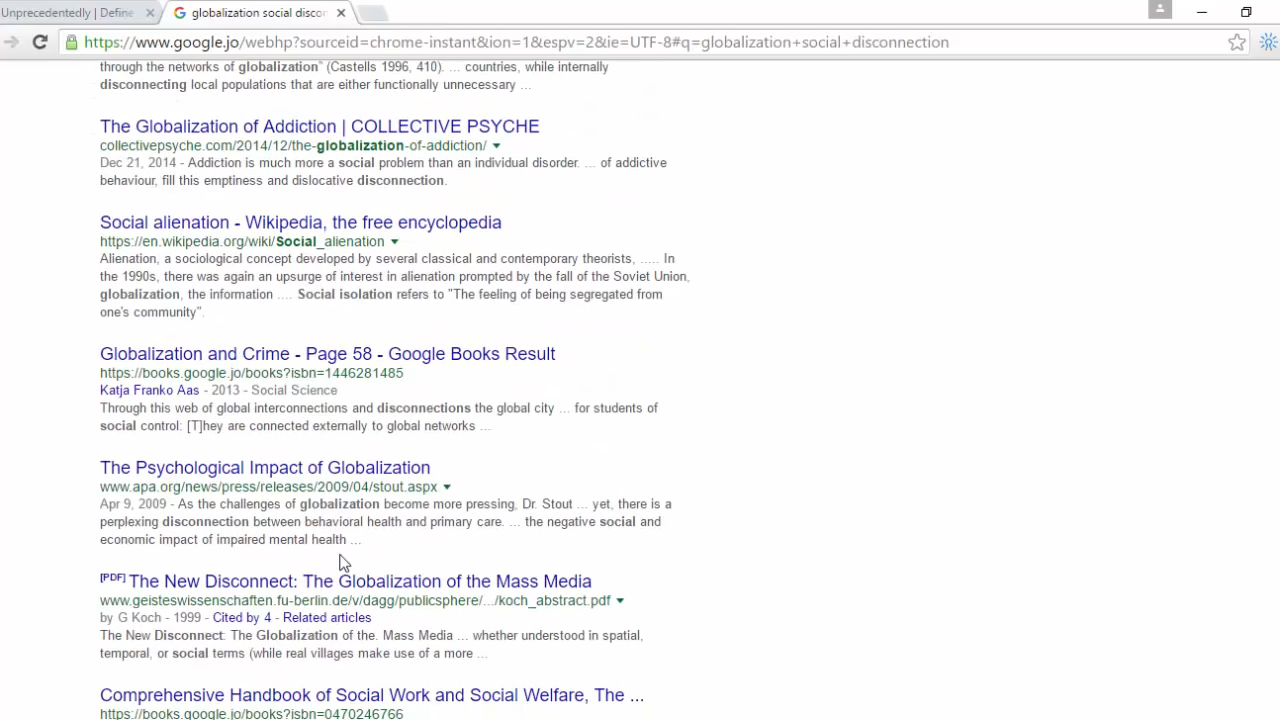 Unprecedentedly | Define
globalization social disco
https://www.google.jo/webhp?sourceid=chrome-instant&ion=1&espv=2&ie=UTF-8#q=globalization+social+disconnection
through the networks of globalization" (Castells 1996, 410). ... countries, while internally
disconnecting local populations that are either functionally unnecessary ...
The Globalization of Addiction | COLLECTIVE PSYCHE
collectivepsyche.com/2014/12/the-globalization-of-addiction/
Dec 21, 2014 - Addiction is much more a social problem than an individual disorder. ... of addictive
behaviour, fill this emptiness and dislocative disconnection.
Social alienation - Wikipedia, the free encyclopedia
https://en.wikipedia.org/wiki/Social_alienation
Alienation, a sociological concept developed by several classical and contemporary theorists, ..... In
the 1990s, there was again an upsurge of interest in alienation prompted by the fall of the Soviet Union,
globalization, the information .... Social isolation refers to "The feeling of being segregated from
one's community".
Globalization and Crime - Page 58 - Google Books Result
https://books.google.jo/books?isbn=1446281485
Katja Franko Aas - 2013 - Social Science
Through this web of global interconnections and disconnections the global city ... for students of
social control: [T]hey are connected externally to global networks ...
The Psychological Impact of Globalization
www.apa.org/news/press/releases/2009/04/stout.aspx
Apr 9, 2009 - As the challenges of globalization become more pressing, Dr. Stout ... yet, there is a
perplexing disconnection between behavioral health and primary care. ... the negative social and
economic impact of impaired mental health ...
[PDF] The New Disconnect: The Globalization of the Mass Media
www.geisteswissenschaften.fu-berlin.de/v/dagg/publicsphere/.../koch_abstract.pdf
by G Koch - 1999 - Cited by 4 - Related articles
The New Disconnect: The Globalization of the. Mass Media ... whether understood in spatial,
temporal, or social terms (while real villages make use of a more ...
Comprehensive Handbook of Social Work and Social Welfare, The ...
https://books.google.jo/books?isbn=0470246766